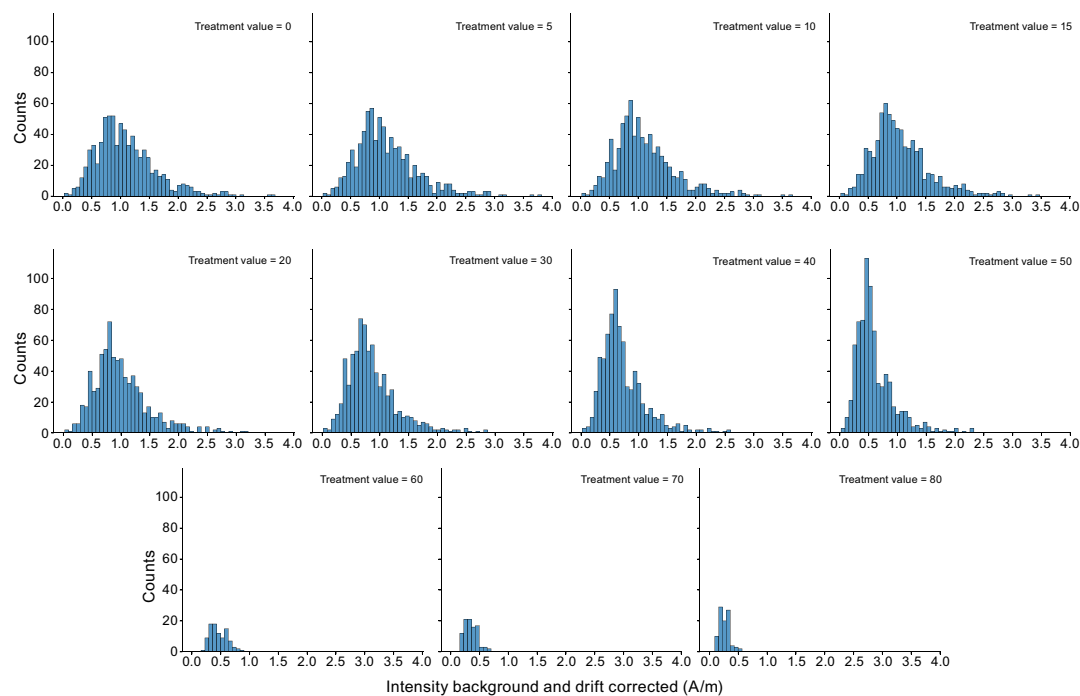 Treatment value = 0
Treatment value = 5
Treatment value = 10
Treatment value = 15
100
80
60
40
20
0
Counts
0.0 0.5 1.0 1.5 2.0 2.5 3.0 3.5 4.0
0.0 0.5 1.0 1.5 2.0 2.5 3.0 3.5 4.0
0.0 0.5 1.0 1.5 2.0 2.5 3.0 3.5 4.0
0.0 0.5 1.0 1.5 2.0 2.5 3.0 3.5 4.0
Treatment value = 20
Treatment value = 30
Treatment value = 40
Treatment value = 50
100
80
60
40
20
0
Counts
0.0 0.5 1.0 1.5 2.0 2.5 3.0 3.5 4.0
0.0 0.5 1.0 1.5 2.0 2.5 3.0 3.5 4.0
0.0 0.5 1.0 1.5 2.0 2.5 3.0 3.5 4.0
0.0 0.5 1.0 1.5 2.0 2.5 3.0 3.5 4.0
Treatment value = 60
Treatment value = 70
Treatment value = 80
100
80
60
40
20
0
Counts
0.0 0.5 1.0 1.5 2.0 2.5 3.0 3.5 4.0
0.0 0.5 1.0 1.5 2.0 2.5 3.0 3.5 4.0
0.0 0.5 1.0 1.5 2.0 2.5 3.0 3.5 4.0
Intensity background and drift corrected (A/m)